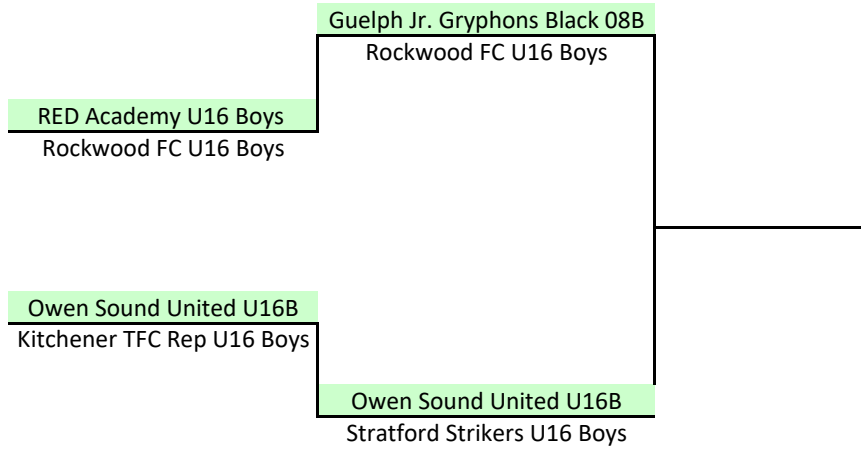 Guelph Jr. Gryphons Black 08B
Rockwood FC U16 Boys
RED Academy U16 Boys
Rockwood FC U16 Boys
Owen Sound United U16B
Kitchener TFC Rep U16 Boys
Owen Sound United U16B
Stratford Strikers U16 Boys